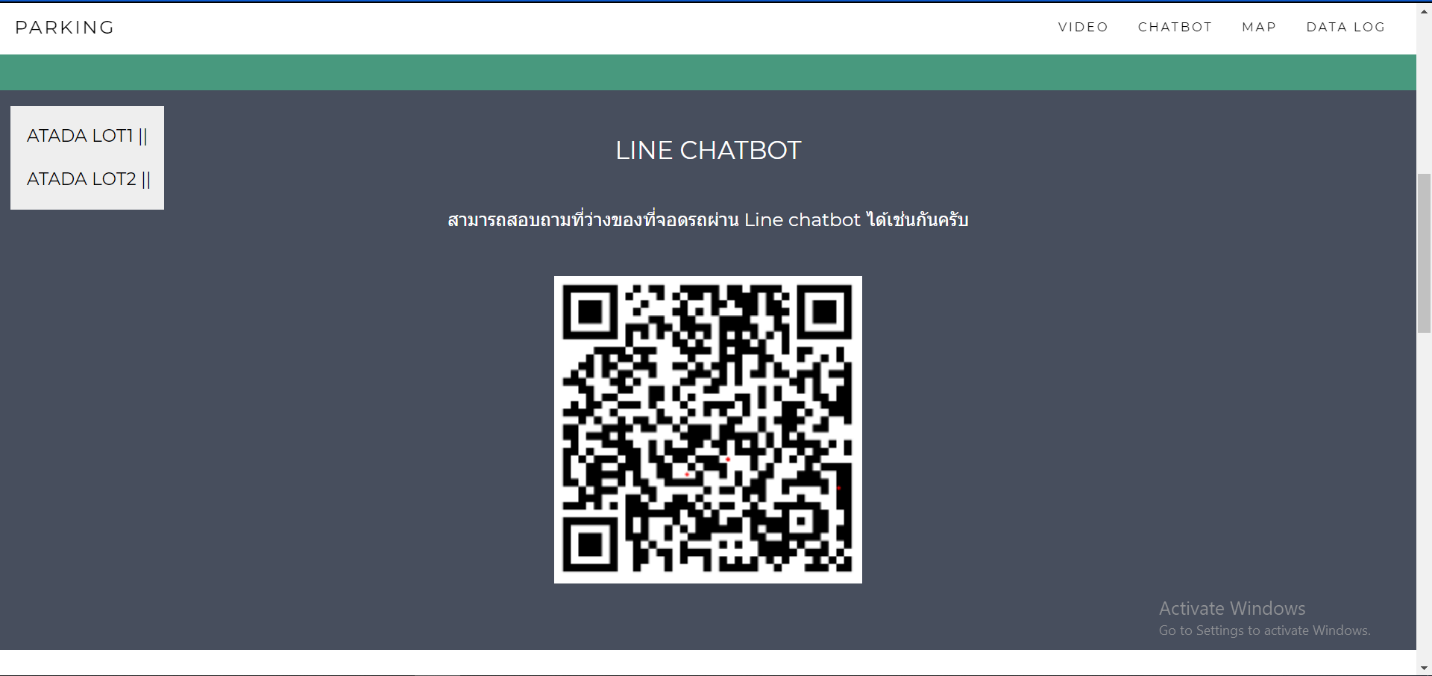 PARKING
VIDEO CHATBOT MAP DATA LOG
ATADA LOT1 ||
ATADA LOT2 ||
LINE CHATBOT
สามารถสอบถามที่ว่างของที่จอดรถผ่าน Line chatbot ได้เช่นกันครับ
Activate Windows
Go to Settings to activate Windows.